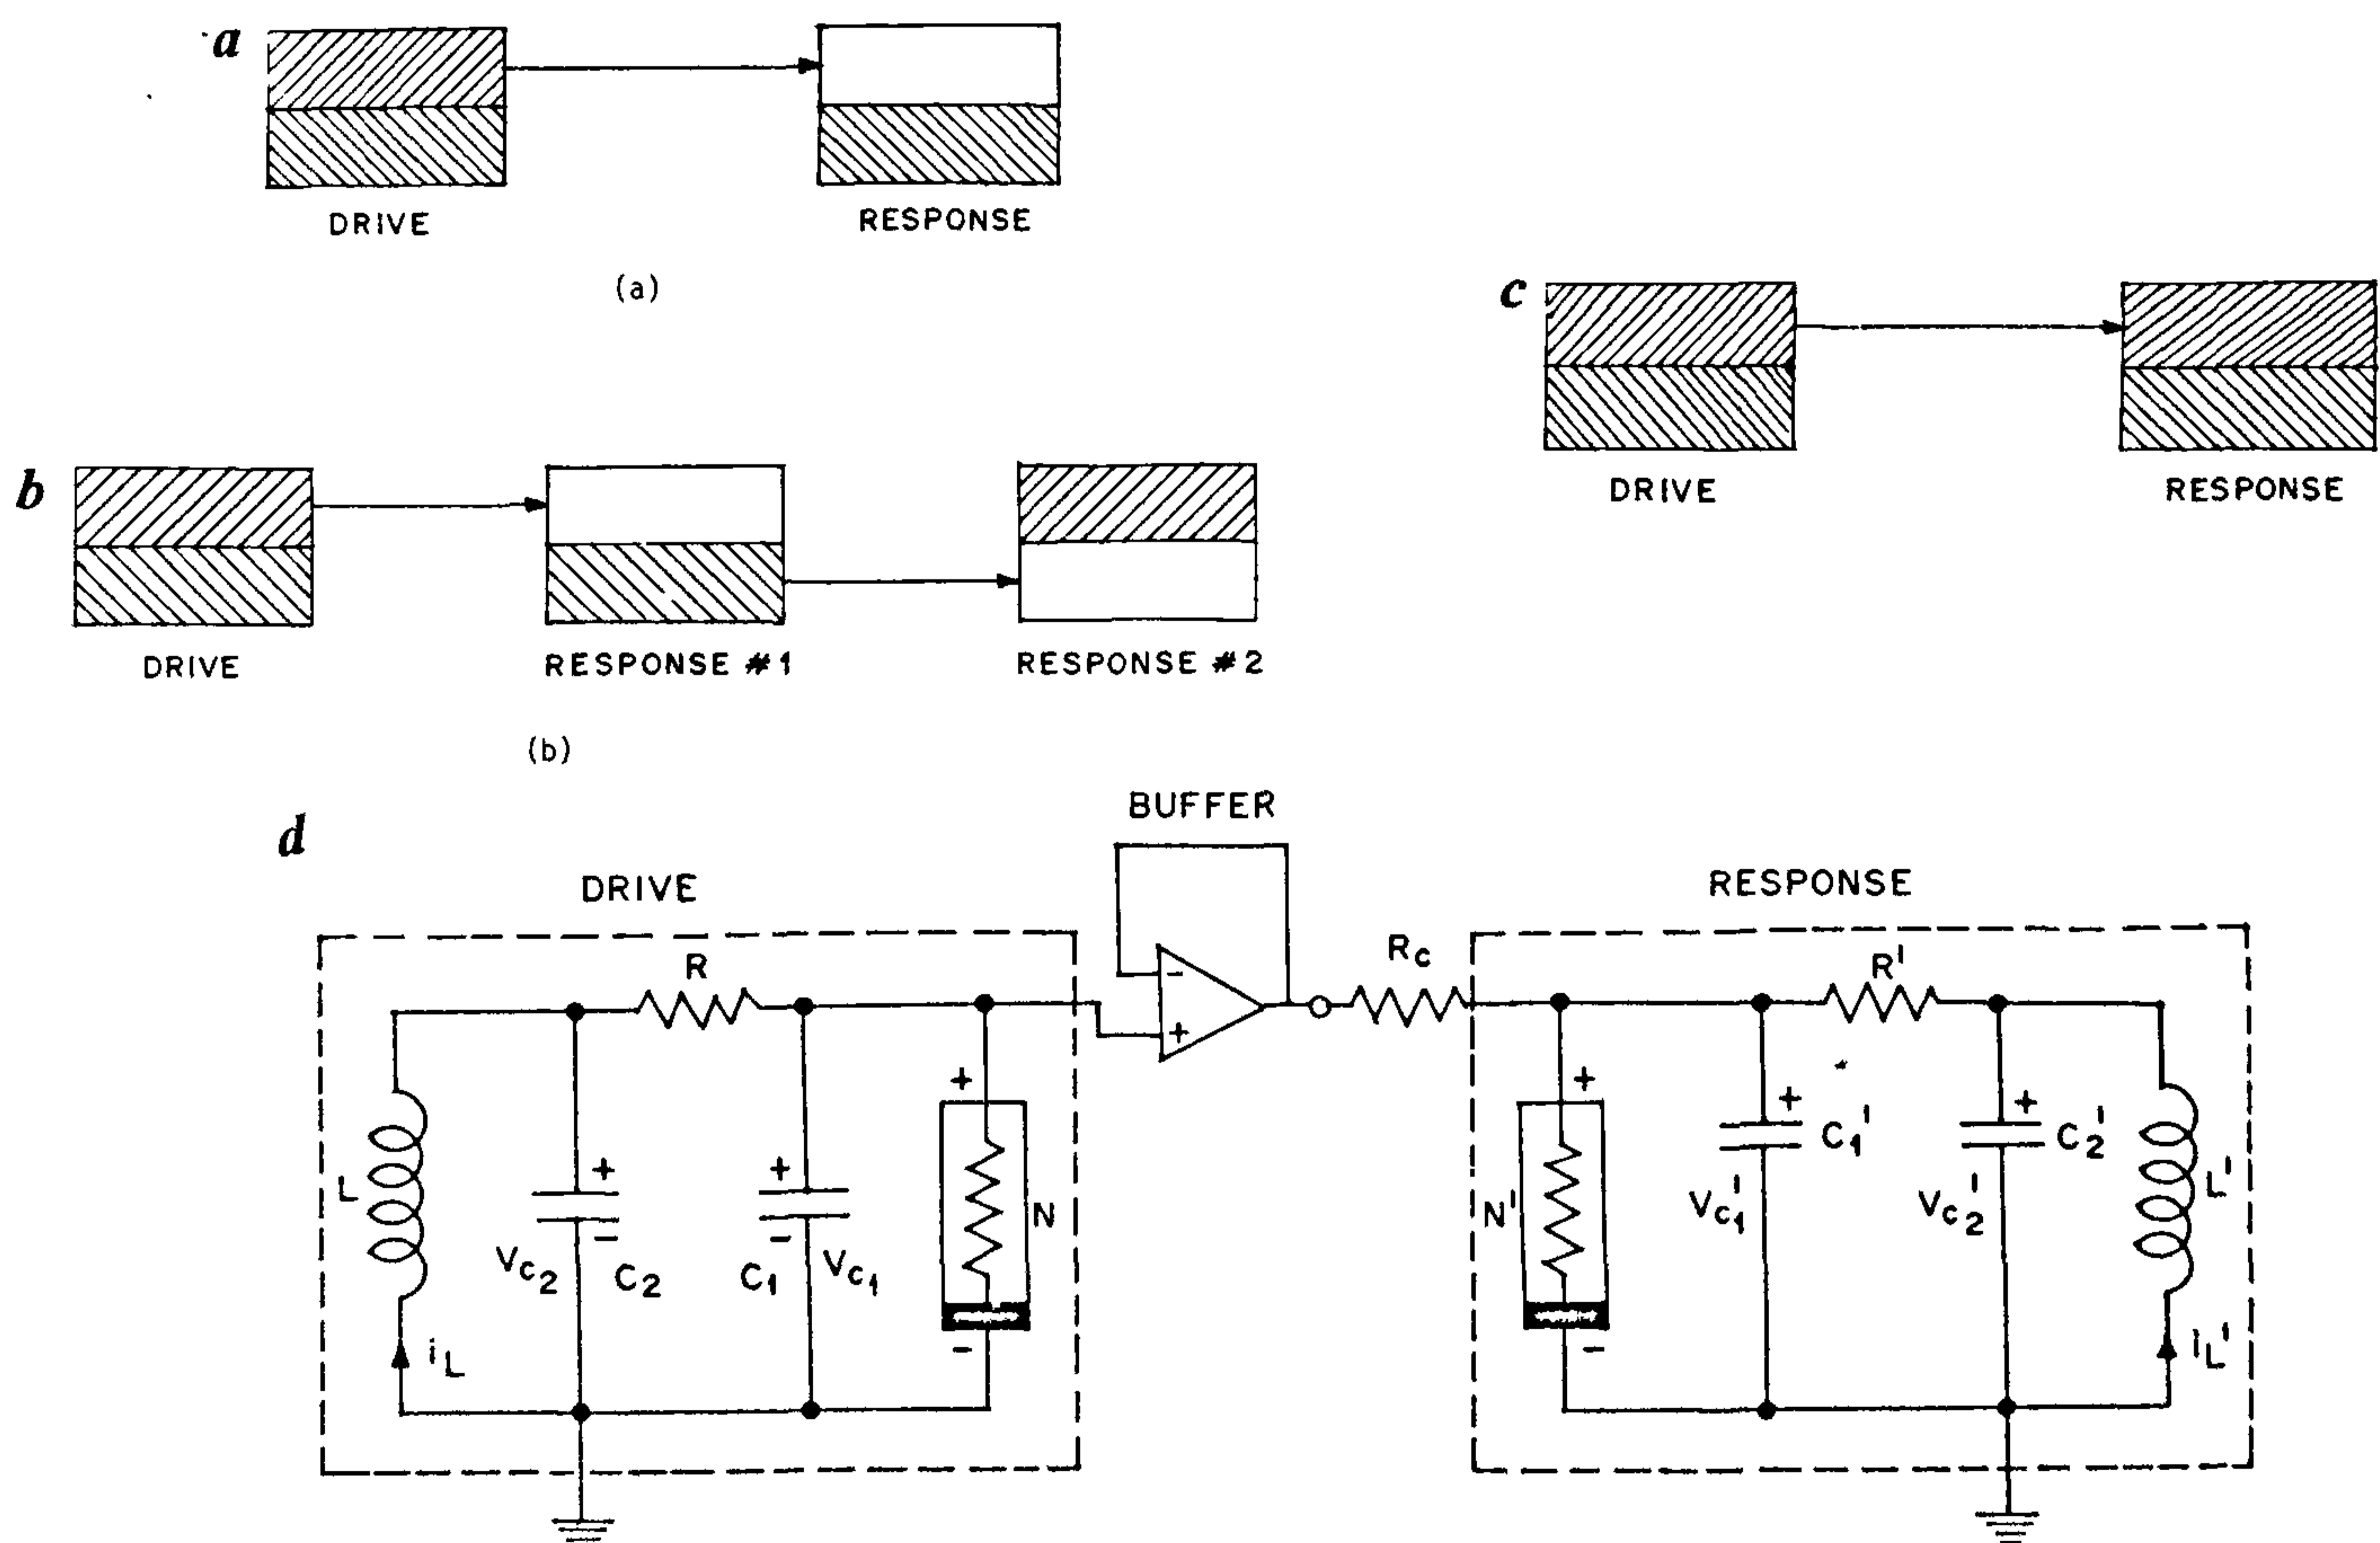 a
DRIVE
RESPONSE
(a)
c
DRIVE
RESPONSE
b
DRIVE
RESPONSE #1
RESPONSE #2
(b)
d
BUFFER
DRIVE
RESPONSE
R
Rc
R'
-
+
+
+
+
+
+
+
L
N
N'
C1'
C2'
L'
Vc1'
Vc2'
-
-
Vc2
C2
C1
Vc1
-
-
iL
iL'